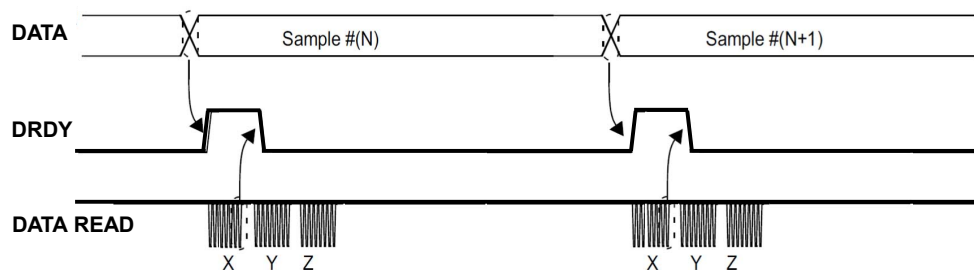 DATA
Sample #(N)
Sample #(N+1)
DRDY
DATA READ
X Y Z
X Y Z